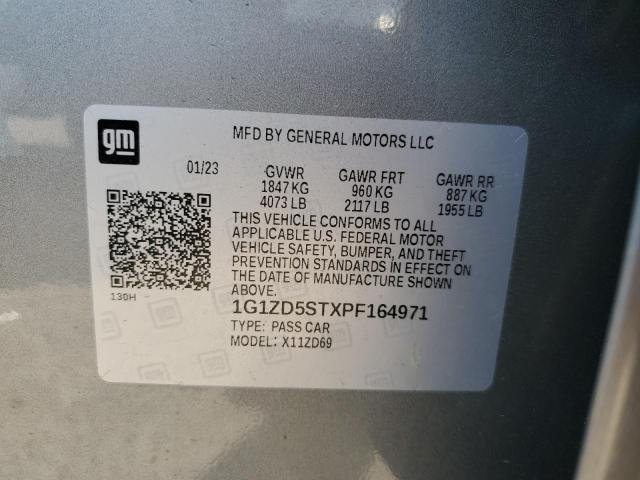 gm
MFD BY GENERAL MOTORS LLC
01/23 GVWR GAWR FRT GAWR RR
1847 KG 960 KG 887 KG
4073 LB 2117 LB 1955 LB
THIS VEHICLE CONFORMS TO ALL
APPLICABLE U.S. FEDERAL MOTOR
VEHICLE SAFETY, BUMPER, AND THEFT
PREVENTION STANDARDS IN EFFECT ON
THE DATE OF MANUFACTURE SHOWN
ABOVE.
130H
1G1ZD5STXPF164971
TYPE: PASS CAR
MODEL: X11ZD69